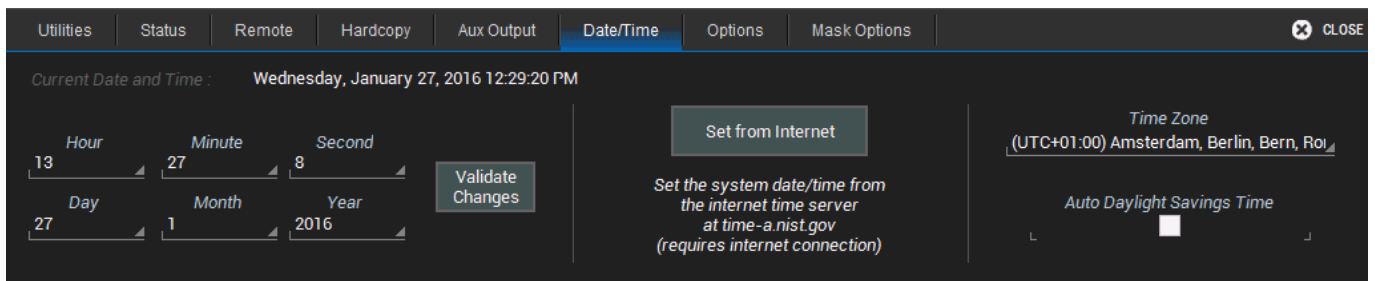 Utilities Status Remote Hardcopy Aux Output Date/Time Options Mask Options CLOSE
Current Date and Time : Wednesday, January 27, 2016 12:29:20 PM
Hour Minute Second
13 27 8
Validate
Changes
Day Month Year
27 1 2016
Set from Internet
Set the system date/time from
the internet time server
at time-a.nist.gov
(requires internet connection)
Time Zone
(UTC+01:00) Amsterdam, Berlin, Bern,
Auto Daylight Savings Time